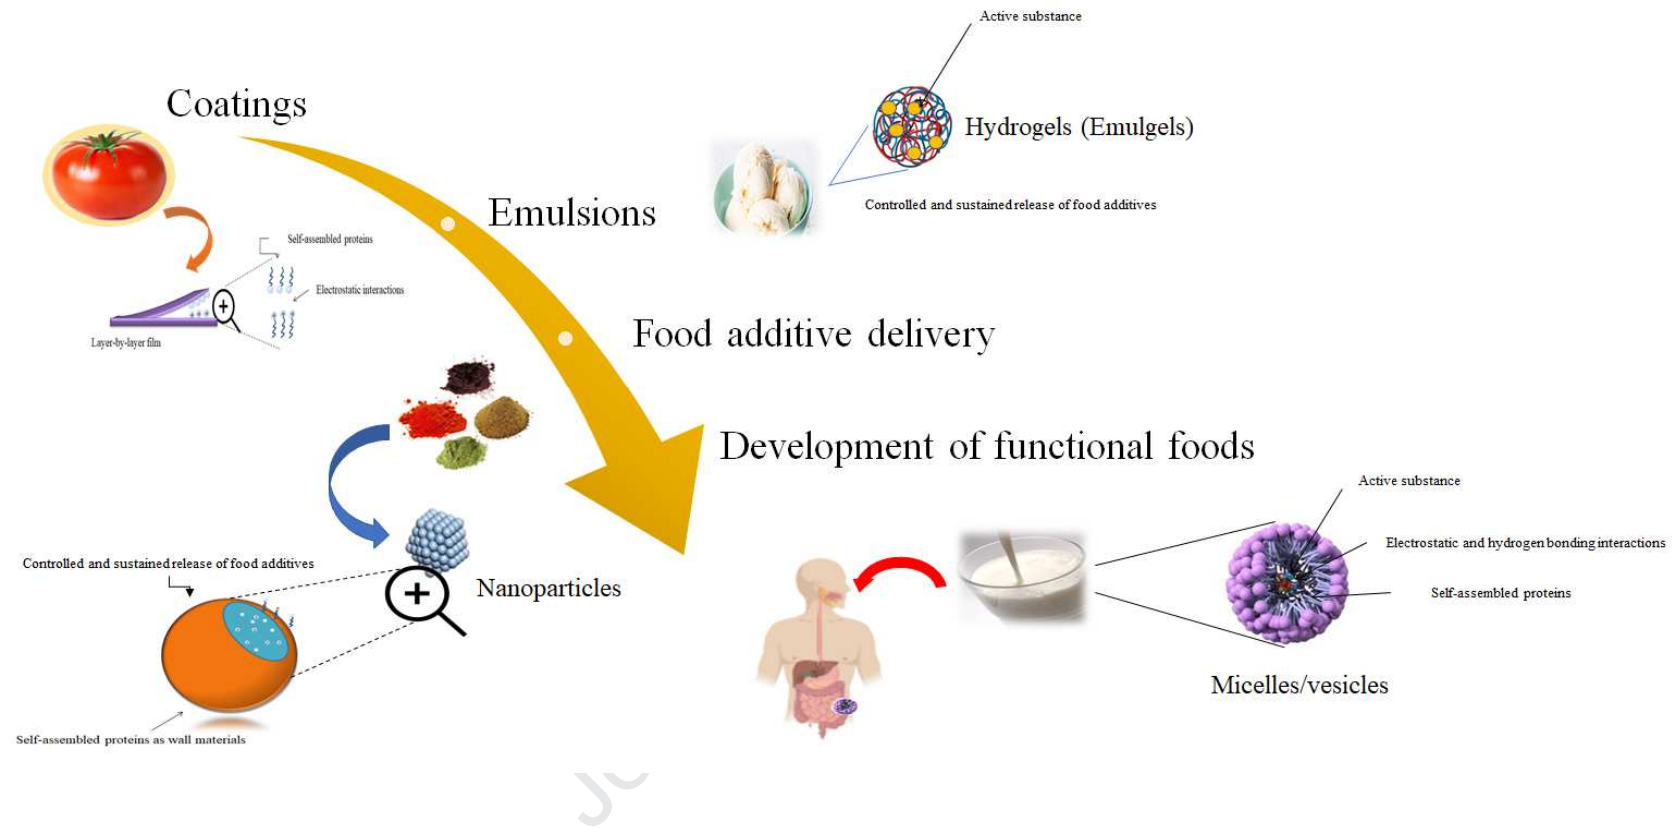 Active substance
Coatings
Hydrogels (Emulgels)
Emulsions
Controlled and sustained release of food additives
Self-assembled proteins
Electrostatic interactions
Layer-by-layer film
Food additive delivery
Development of functional foods
Active substance
Electrostatic and hydrogen bonding interactions
Self-assembled proteins
Micelles/vesicles
Controlled and sustained release of food additives
Nanoparticles
Self-assembled proteins as wall materials